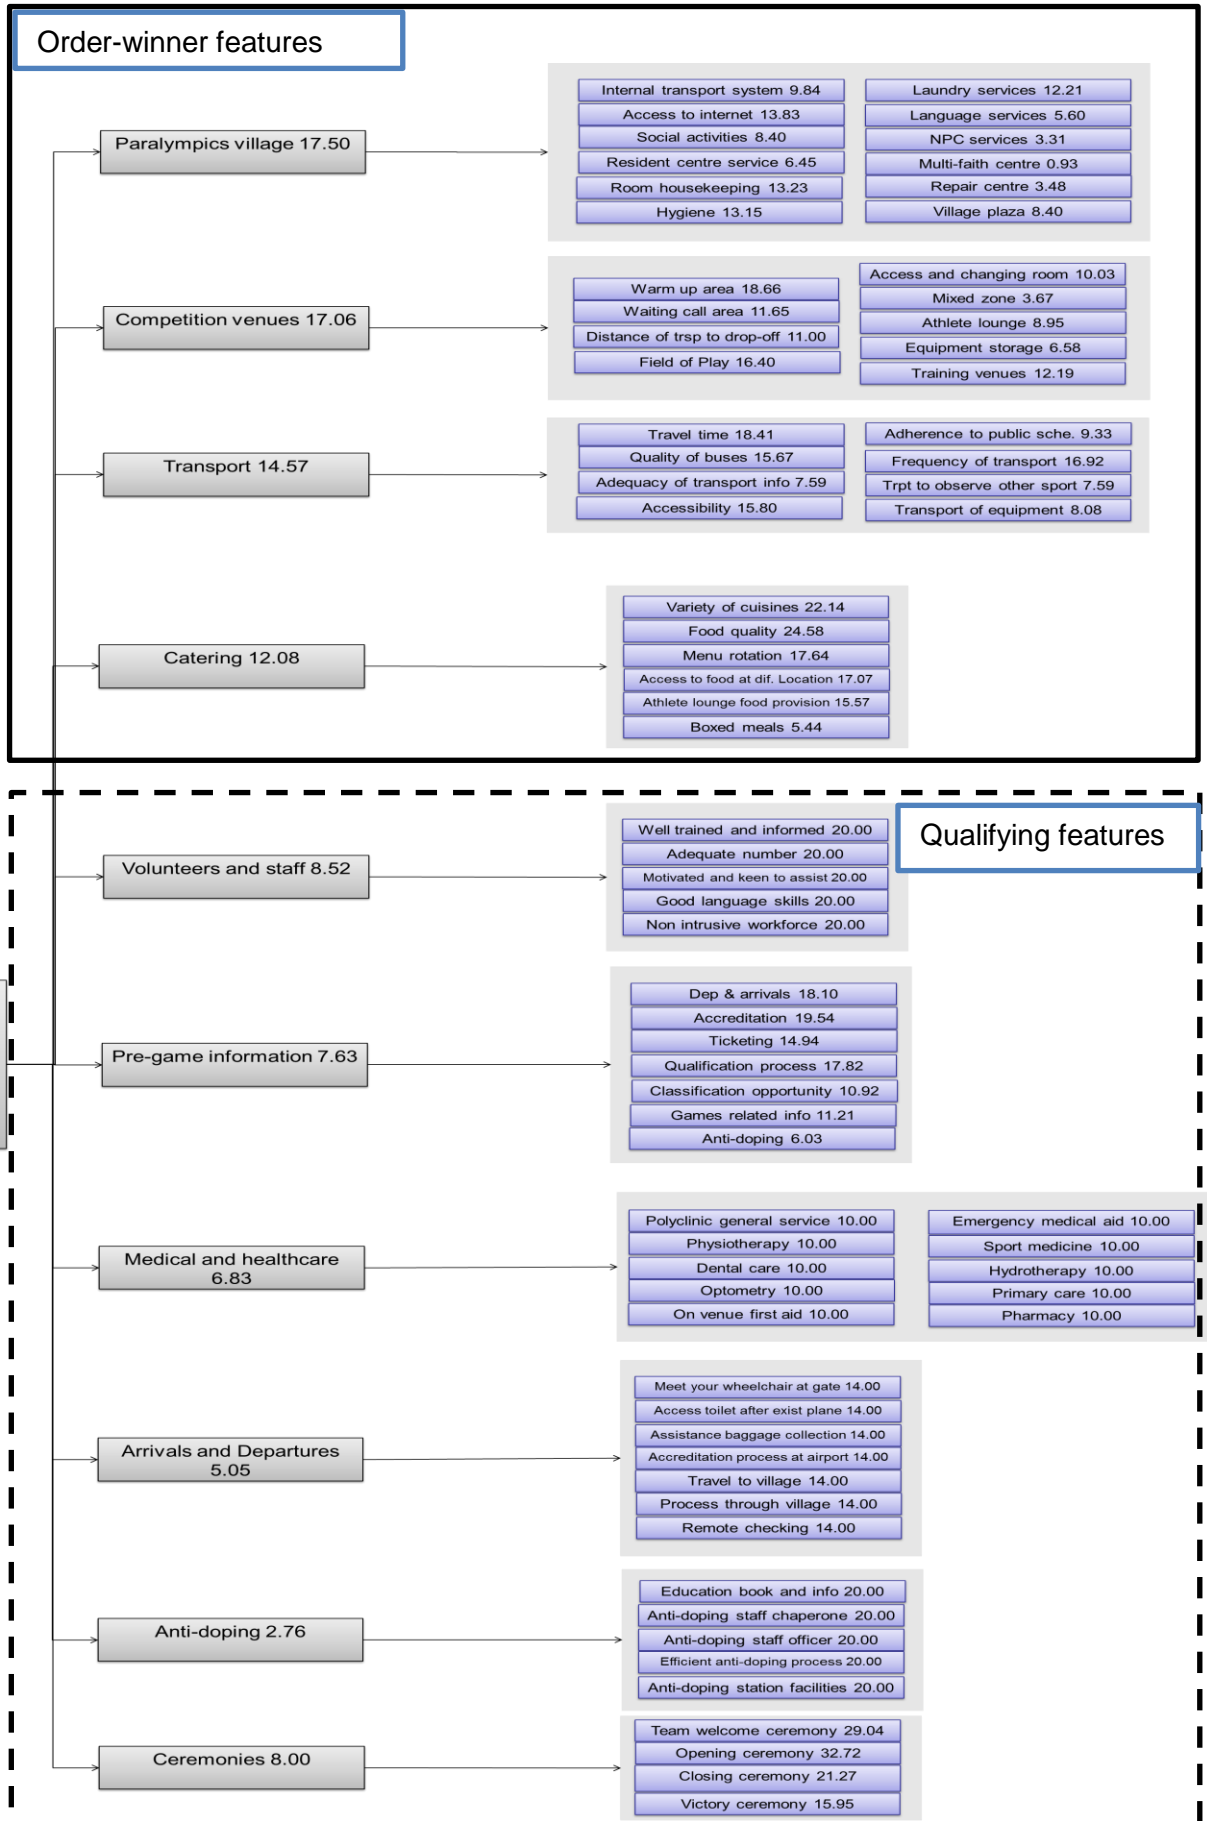 Order-winner features
Paralympics village 17.50
Internal transport system 9.84
Access to internet 13.83
Social activities 8.40
Resident centre service 6.45
Room housekeeping 13.23
Hygiene 13.15
Laundry services 12.21
Language services 5.60
NPC services 3.31
Multi-faith centre 0.93
Repair centre 3.48
Village plaza 8.40
Competition venues 17.06
Warm up area 18.66
Waiting call area 11.65
Distance of trsp to drop-off 11.00
Field of Play 16.40
Access and changing room 10.03
Mixed zone 3.67
Athlete lounge 8.95
Equipment storage 6.58
Training venues 12.19
Transport 14.57
Travel time 18.41
Quality of buses 15.67
Adequacy of transport info 7.59
Accessibility 15.80
Adherence to public sche. 9.33
Frequency of transport 16.92
Trpt to observe other sport 7.59
Transport of equipment 8.08
Catering 12.08
Variety of cuisines 22.14
Food quality 24.58
Menu rotation 17.64
Access to food at dif. Location 17.07
Athlete lounge food provision 15.57
Boxed meals 5.44
Qualifying features
Volunteers and staff 8.52
Well trained and informed 20.00
Adequate number 20.00
Motivated and keen to assist 20.00
Good language skills 20.00
Non intrusive workforce 20.00
Pre-game information 7.63
Dep & arrivals 18.10
Accreditation 19.54
Ticketing 14.94
Qualification process 17.82
Classification opportunity 10.92
Games related info 11.21
Anti-doping 6.03
Medical and healthcare
6.83
Polyclinic general service 10.00
Physiotherapy 10.00
Dental care 10.00
Optometry 10.00
On venue first aid 10.00
Emergency medical aid 10.00
Sport medicine 10.00
Hydrotherapy 10.00
Primary care 10.00
Pharmacy 10.00
Arrivals and Departures
5.05
Meet your wheelchair at gate 14.00
Access toilet after exist plane 14.00
Assistance baggage collection 14.00
Accreditation process at airport 14.00
Travel to village 14.00
Process through village 14.00
Remote checking 14.00
Anti-doping 2.76
Education book and info 20.00
Anti-doping staff chaperone 20.00
Anti-doping staff officer 20.00
Efficient anti-doping process 20.00
Anti-doping station facilities 20.00
Ceremonies 8.00
Team welcome ceremony 29.04
Opening ceremony 32.72
Closing ceremony 21.27
Victory ceremony 15.95